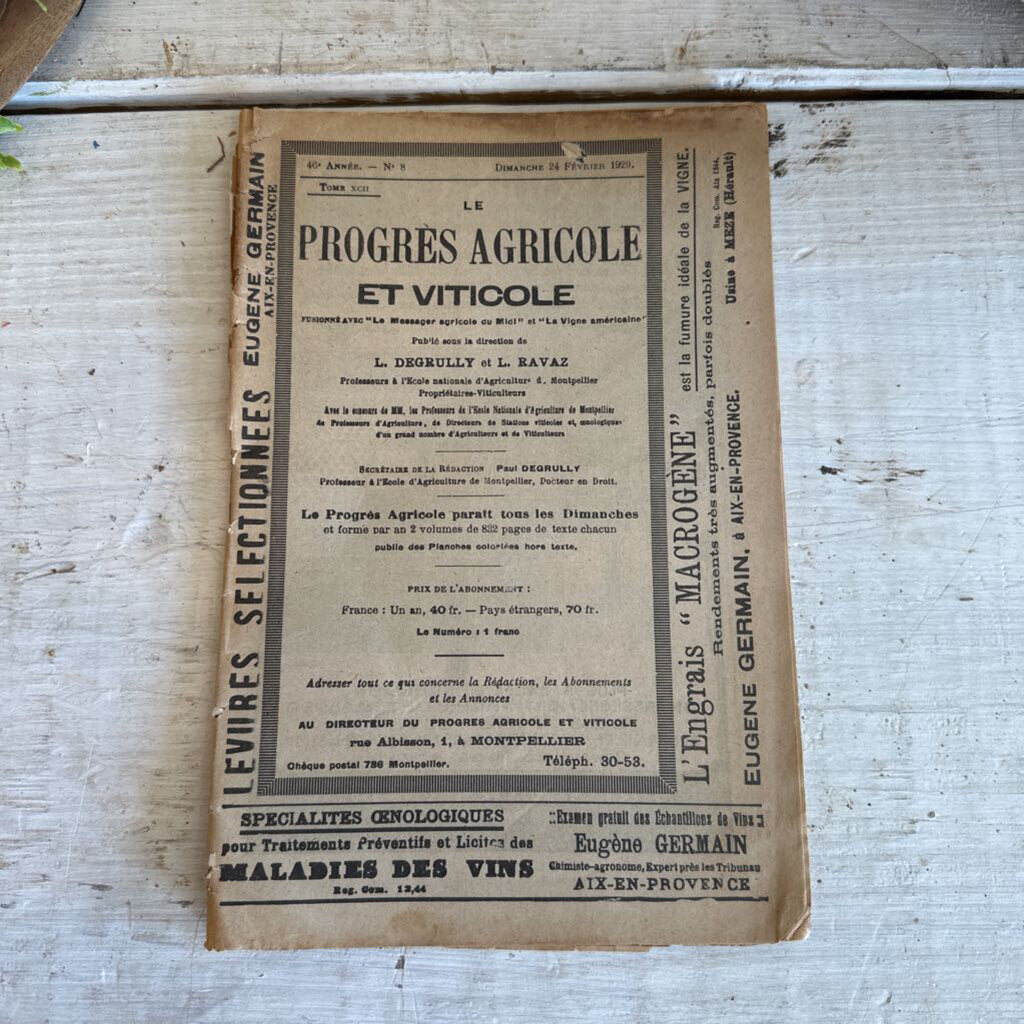 46e ANNÉE. — No 8
DIMANCHE 24 FÉVRIER 1929.
TOME XCII
LE
PROGRÈS AGRICOLE
ET VITICOLE
FUSIONNÉ AVEC "Le Messager agricole du Midi" et "La Vigne américaine"
Publié sous la direction de
L. DEGRULLY et L. RAVAZ
Professeurs à l'Ecole nationale d'Agriculture d. Montpellier
Propriétaires-Viticulteurs
Avec le concours de MM. les Professeurs de l'Ecole Nationale d'Agriculture de Montpellier
de Professeurs d'Agriculture, de Directeurs de Stations viticoles et œnologiques
d'un grand nombre d'Agriculteurs et de Viticulteurs
SECRÉTAIRE DE LA RÉDACTION Paul DEGRULLY
Professeur à l'Ecole d'Agriculture de Montpellier, Docteur en Droit.
Le Progrès Agricole paraît tous les Dimanches
et forme par an 2 volumes de 832 pages de texte chacun
publie des Planches coloriées hors texte.
PRIX DE L'ABONNEMENT :
France : Un an, 40 fr. — Pays étrangers, 70 fr.
Le Numéro : 1 franc
Adresser tout ce qui concerne la Rédaction, les Abonnements
et les Annonces
AU DIRECTEUR DU PROGRES AGRICOLE ET VITICOLE
rue Albisson, 1, à MONTPELLIER
Chèque postal 786 Montpellier.
Téléph. 30-53.
LEVURES SELECTIONNEES
EUGENE GERMAIN
AIX-EN-PROVENCE
L'Engrais "MACROGÈNE" est la fumure idéale de la VIGNE.
Rendements très augmentés, parfois doublés
Reg. Com. Aix 1244.
EUGENE GERMAIN, à AIX-EN-PROVENCE.
Usine à MEZE (Hérault)
SPECIALITES ŒNOLOGIQUES
pour Traitements Préventifs et Licites des
MALADIES DES VINS
Reg. Com. 12,44
Examen gratuit des Échantillons de Vins
Eugène GERMAIN
Chimiste-agronome, Expert près les Tribunau
AIX-EN-PROVENCE